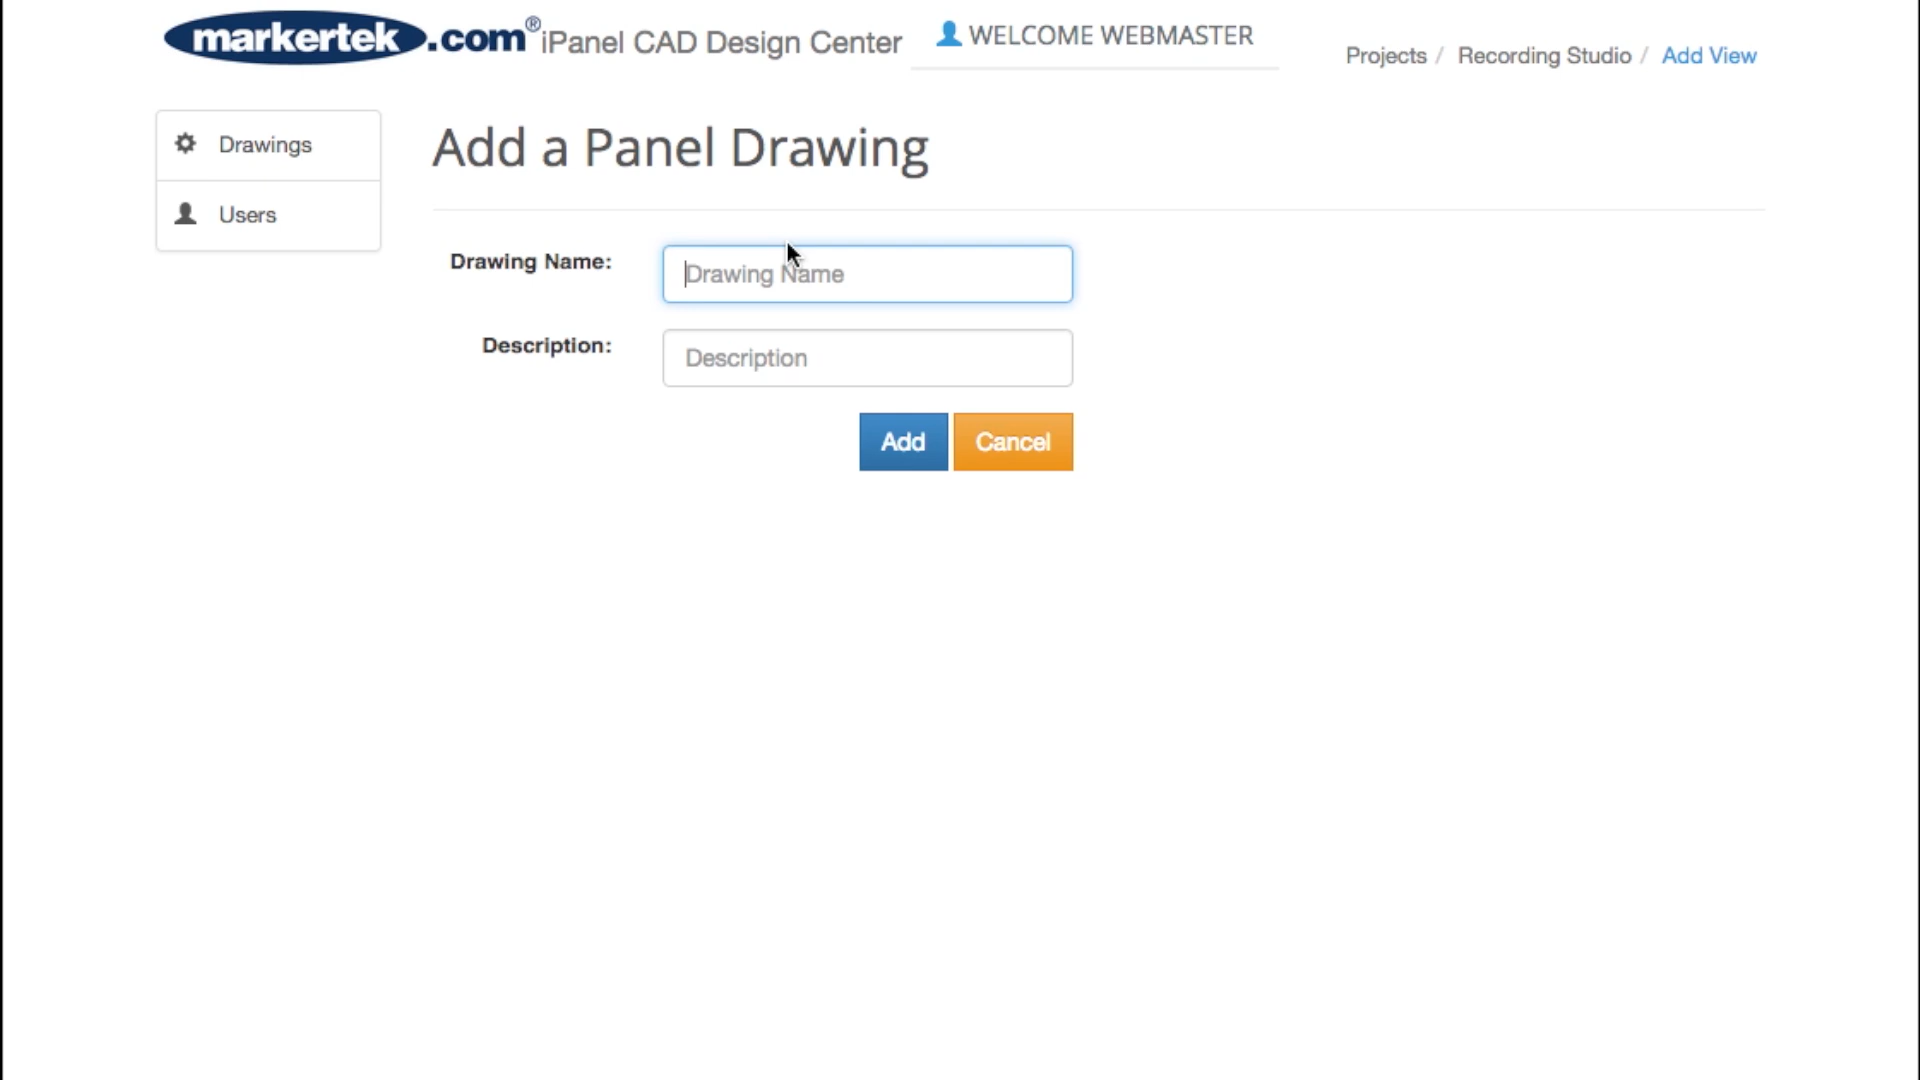 markertek.com® iPanel CAD Design Center
WELCOME WEBMASTER
Projects / Recording Studio / Add View
Drawings
Users
Add a Panel Drawing
Drawing Name:
Drawing Name
Description:
Description
Add
Cancel